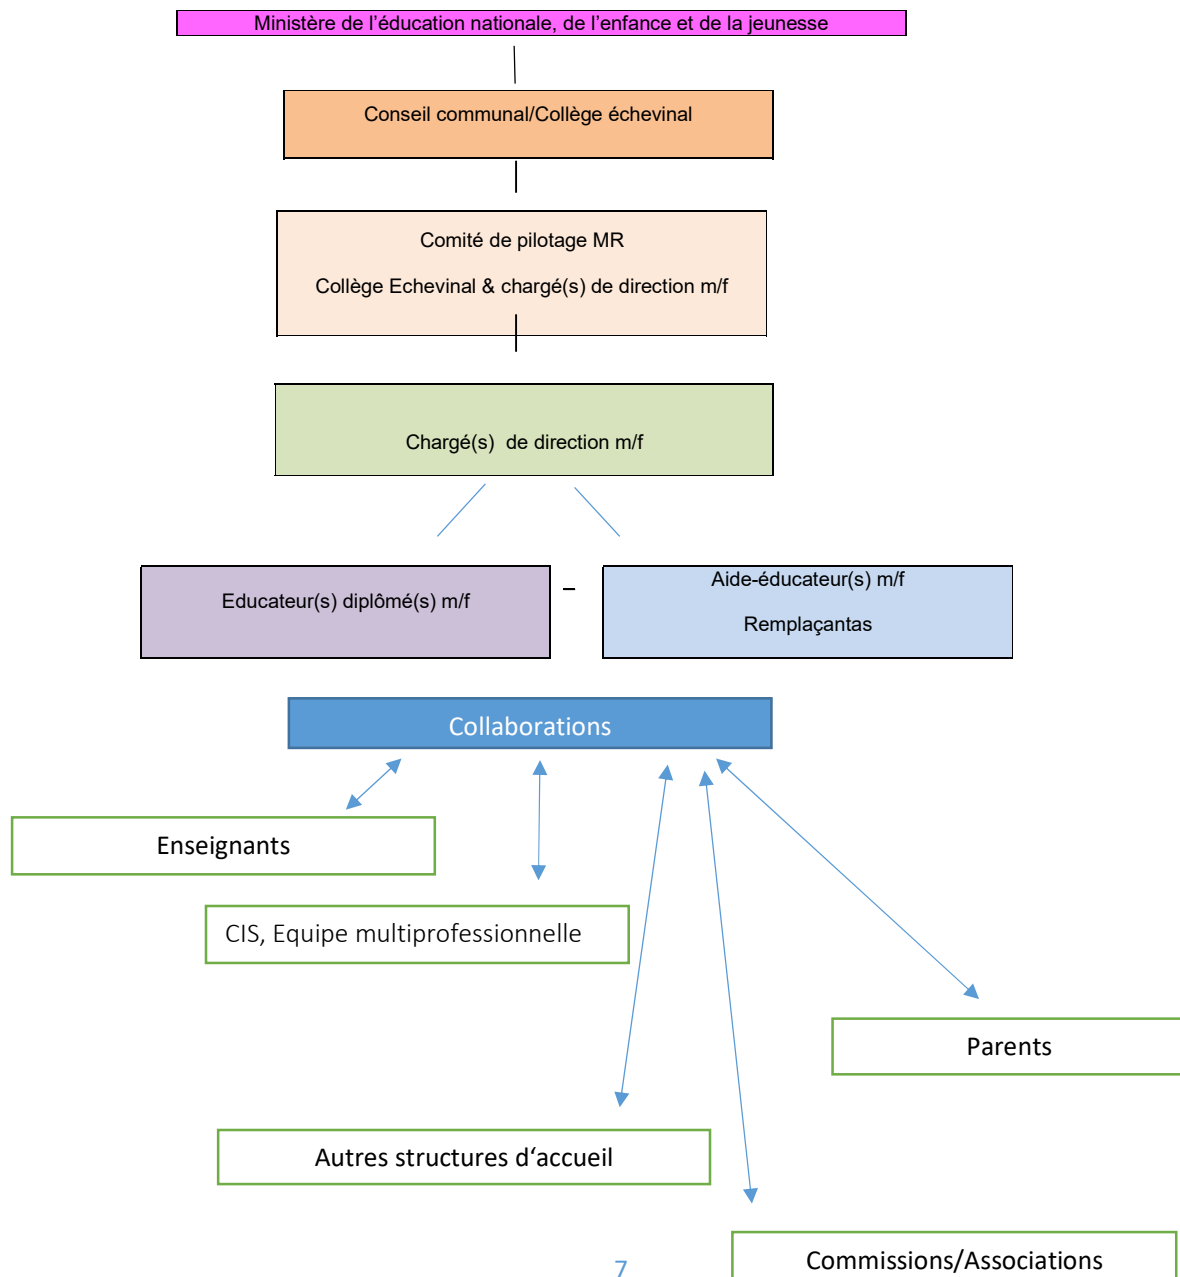 Ministère de l’éducation nationale, de l’enfance et de la jeunesse
Conseil communal/Collège échevinal
Comité de pilotage MR
Collège Echevinal & chargé(s) de direction m/f
Chargé(s) de direction m/f
Educateur(s) diplômé(s) m/f
–
Aide-éducateur(s) m/f
Remplaçantas
Collaborations
Enseignants
CIS, Equipe multiprofessionnelle
Parents
Autres structures d‘accueil
Commissions/Associations
7